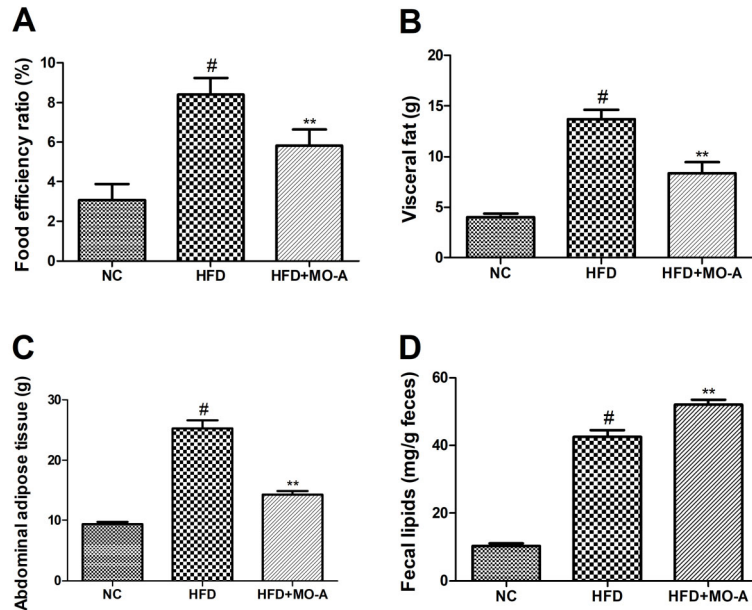 A
Food efficiency ratio (%)
10
8
6
4
2
0
#
**
NC HFD HFD+MO-A
B
Visceral fat (g)
20
15
10
5
0
#
**
NC HFD HFD+MO-A
C
Abdominal adipose tissue (g)
30
20
10
0
#
**
NC HFD HFD+MO-A
D
Fecal lipids (mg/g feces)
60
40
20
0
#
**
NC HFD HFD+MO-A